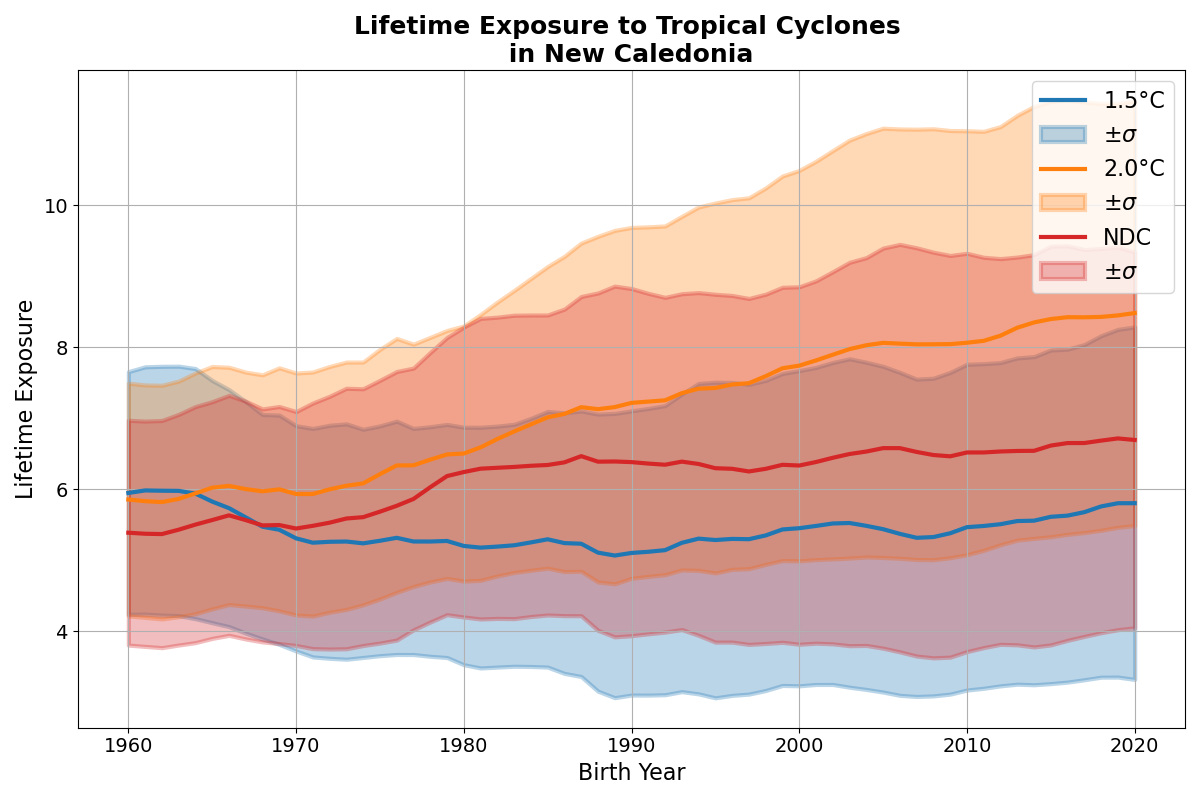 Lifetime Exposure to Tropical Cyclones
in New Caledonia
1.5°C
±σ
2.0°C
±σ
NDC
±σ
Lifetime Exposure
10
8
6
4
1960 1970 1980 1990 2000 2010 2020
Birth Year